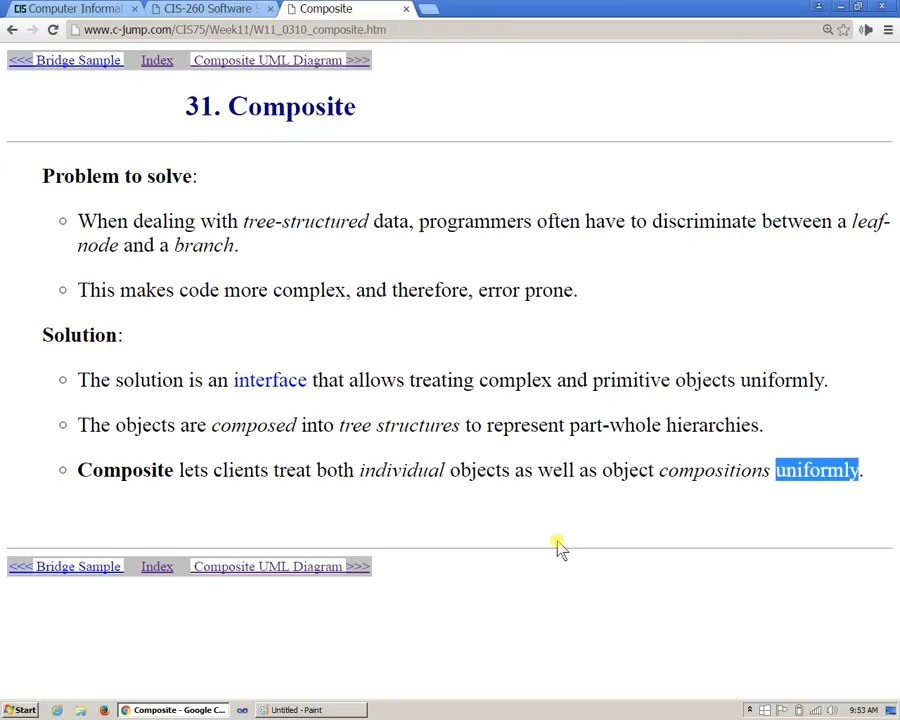 CIS Computer Informat
CIS-260 Software S
Composite
www.c-jump.com/CIS75/Week11/W11_0310_composite.htm
<<< Bridge Sample Index Composite UML Diagram >>>
31. Composite
Problem to solve:
When dealing with tree-structured data, programmers often have to discriminate between a leaf-
node and a branch.
This makes code more complex, and therefore, error prone.
Solution:
The solution is an interface that allows treating complex and primitive objects uniformly.
The objects are composed into tree structures to represent part-whole hierarchies.
Composite lets clients treat both individual objects as well as object compositions uniformly.
<<< Bridge Sample Index Composite UML Diagram >>>
Start
Composite - Google C...
Untitled - Paint
9:53 AM